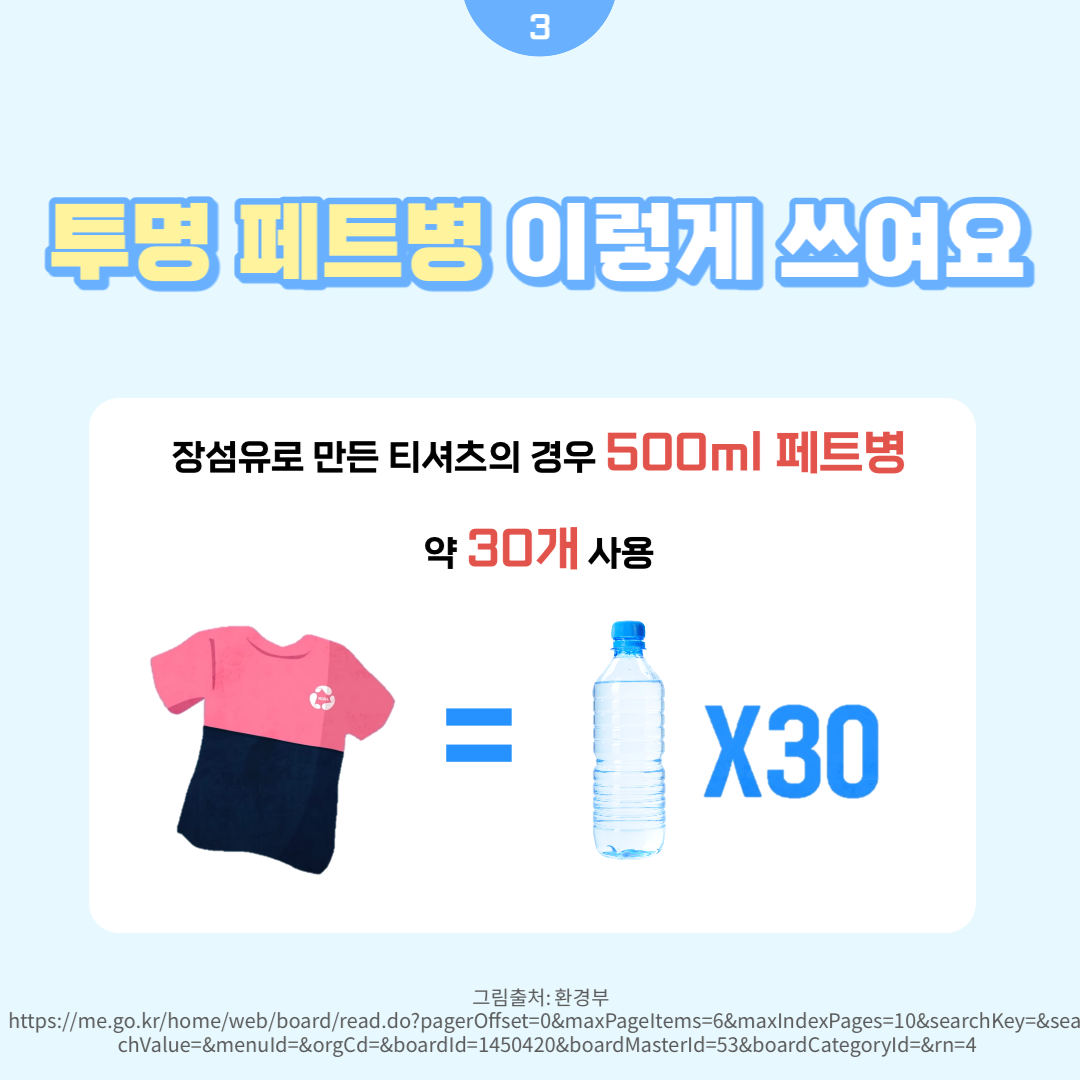 3
투명 페트병 이렇게 쓰여요
장섬유로 만든 티셔츠의 경우 500ml 페트병
약 30개 사용
= X30
그림출처: 환경부
https://me.go.kr/home/web/board/read.do?pagerOffset=0&maxPageItems=6&maxIndexPages=10&searchKey=&sea
chValue=&menuId=&orgCd=&boardId=1450420&boardMasterId=53&boardCategoryId=&rn=4